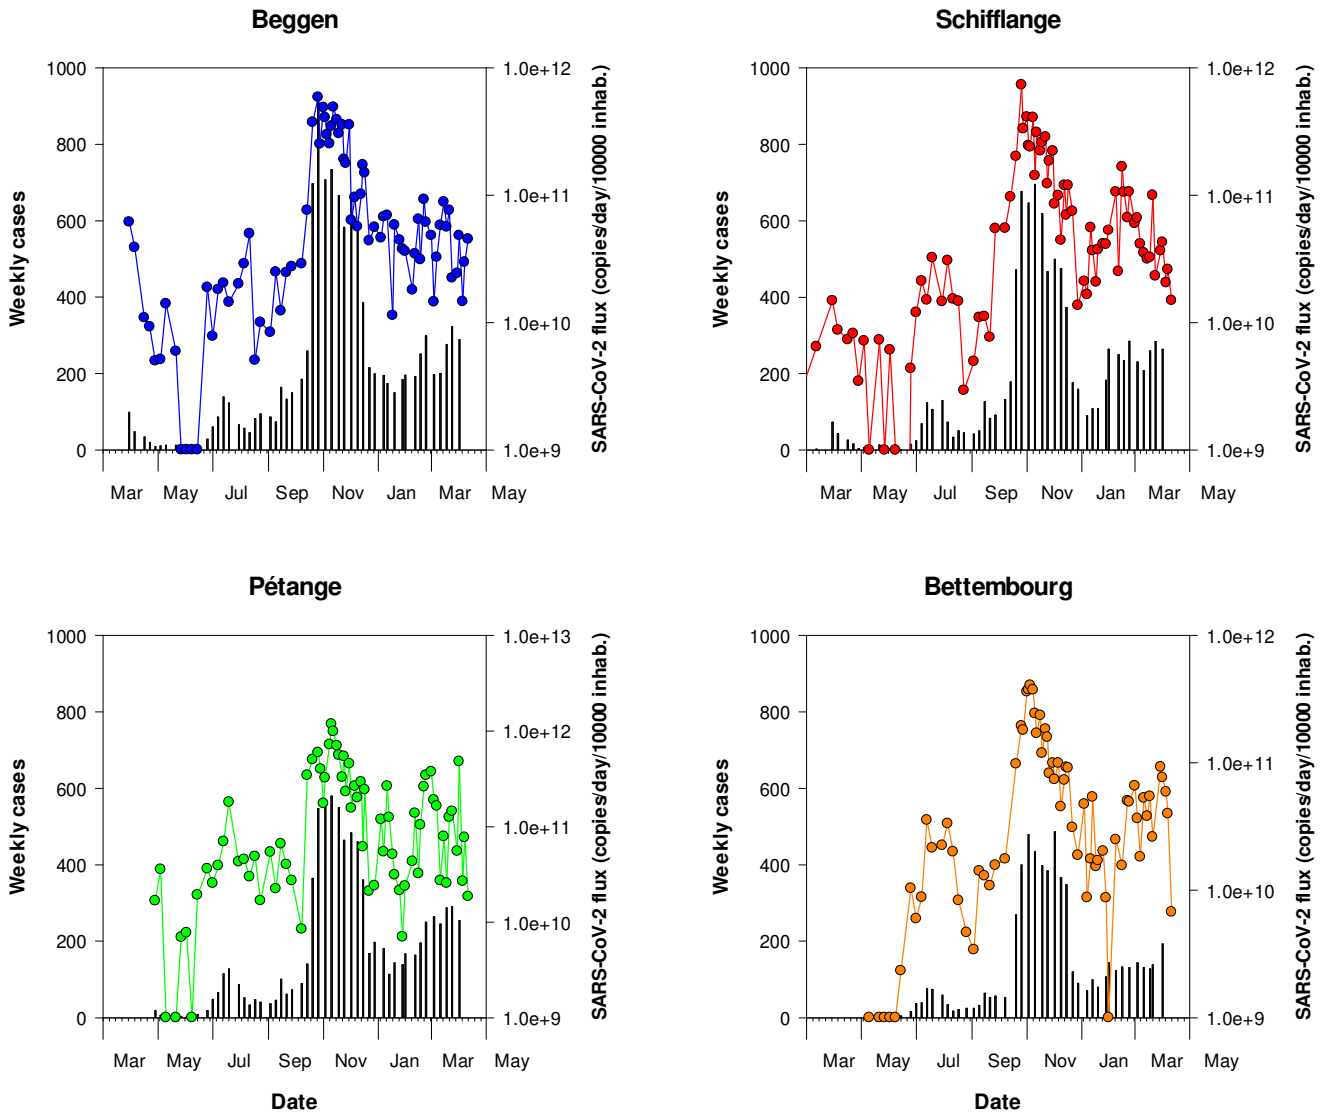 Beggen
Schifflange
1000
800
600
400
200
0
Weekly cases
1.0e+12
1.0e+11
1.0e+10
1.0e+9
SARS-CoV-2 flux (copies/day/10000 inhab.)
Mar May Jul Sep Nov Jan Mar May
1000
800
600
400
200
0
Weekly cases
1.0e+12
1.0e+11
1.0e+10
1.0e+9
SARS-CoV-2 flux (copies/day/10000 inhab.)
Mar May Jul Sep Nov Jan Mar May
Pétange
Bettembourg
1000
800
600
400
200
0
Weekly cases
1.0e+13
1.0e+12
1.0e+11
1.0e+10
1.0e+9
SARS-CoV-2 flux (copies/day/10000 inhab.)
Mar May Jul Sep Nov Jan Mar May
Date
1000
800
600
400
200
0
Weekly cases
1.0e+12
1.0e+11
1.0e+10
1.0e+9
SARS-CoV-2 flux (copies/day/10000 inhab.)
Mar May Jul Sep Nov Jan Mar May
Date